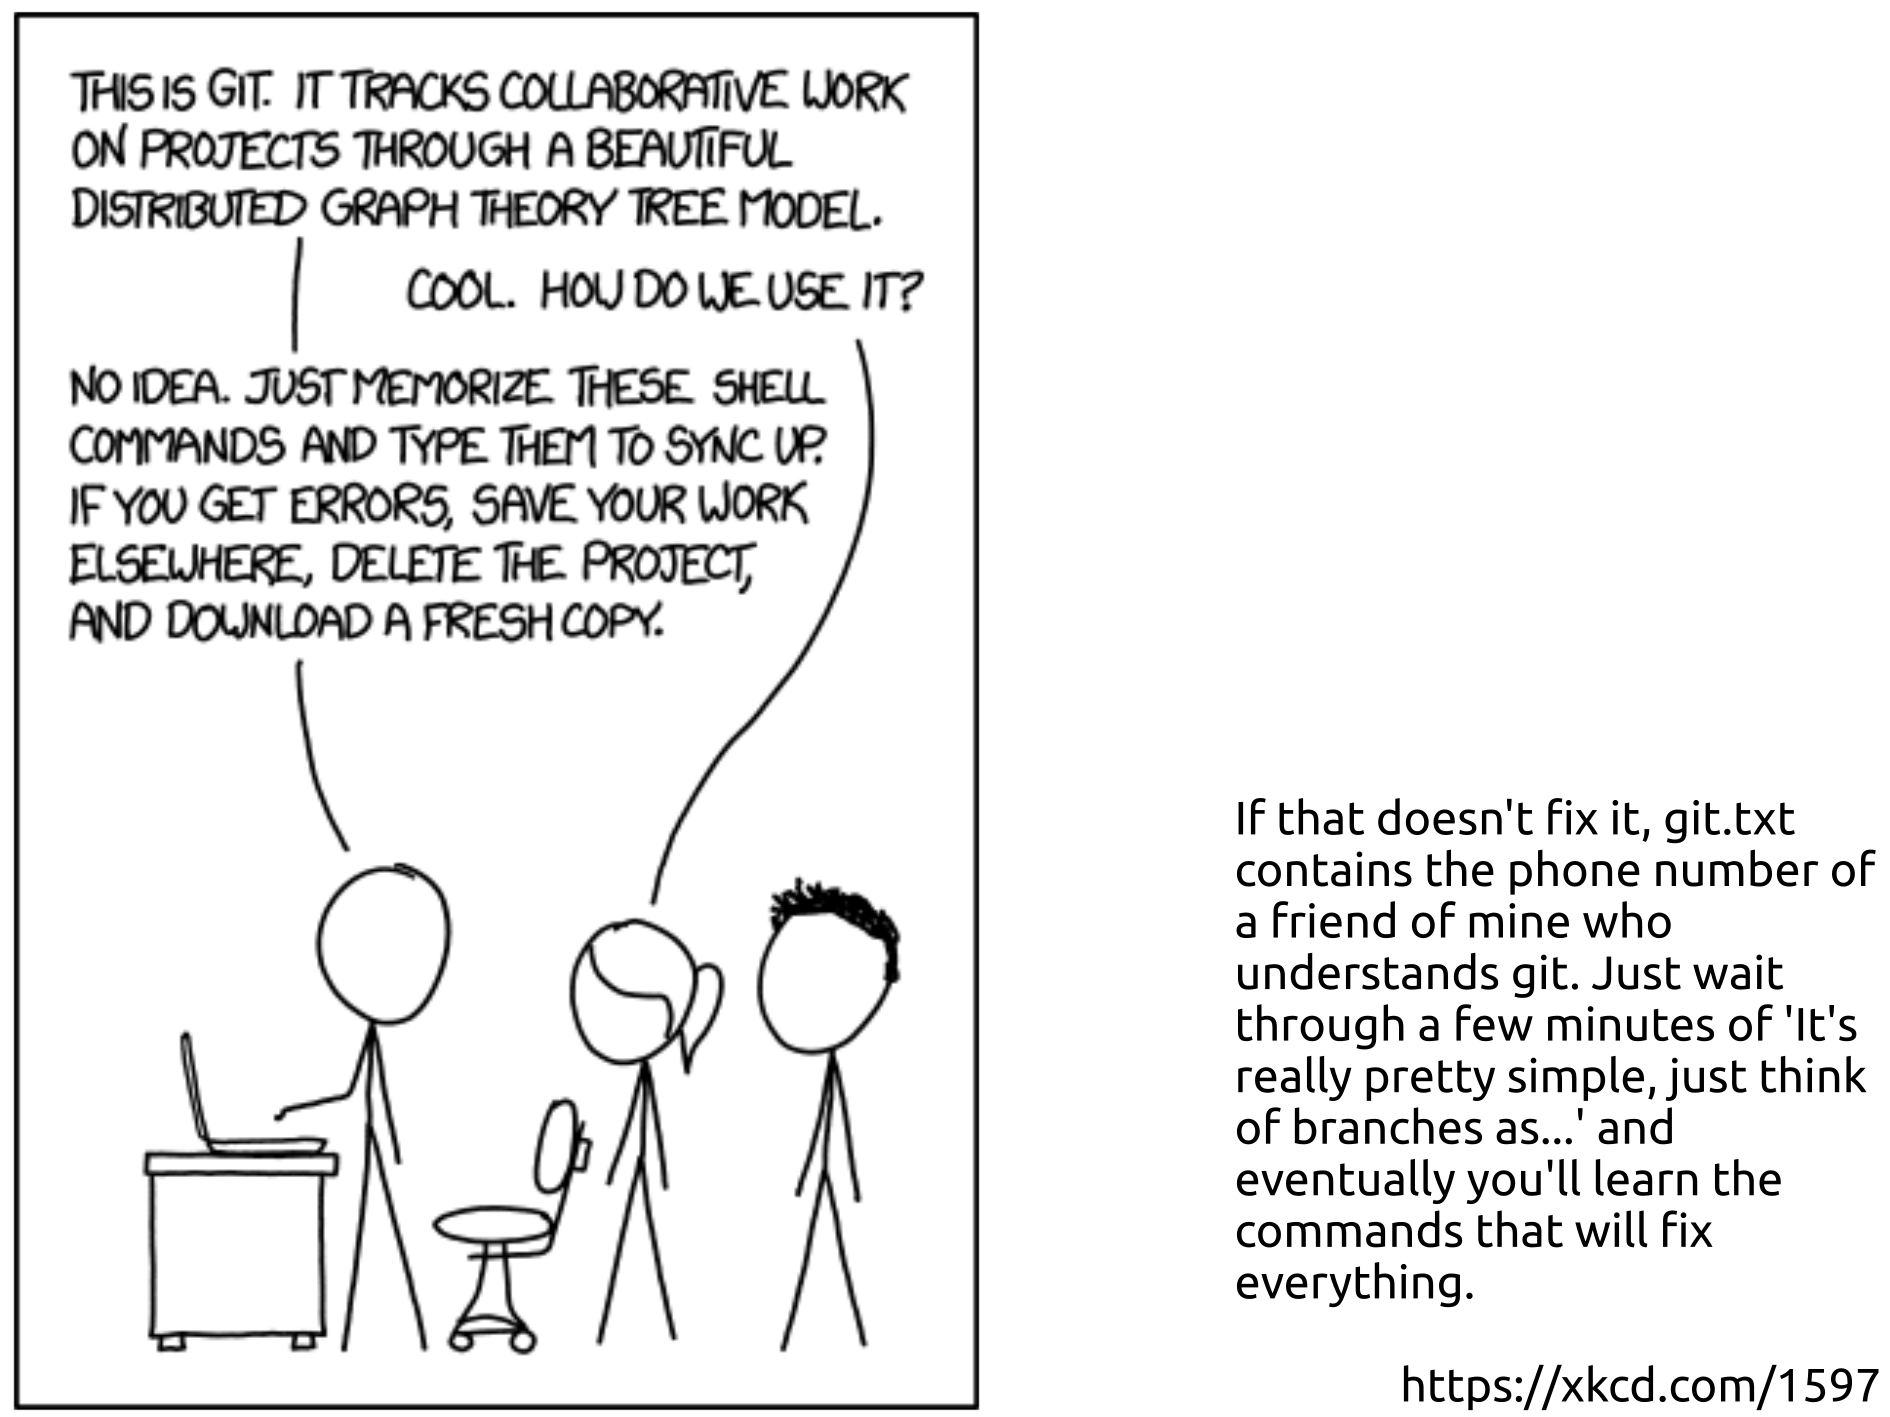 THIS IS GIT. IT TRACKS COLLABORATIVE WORK
ON PROJECTS THROUGH A BEAUTIFUL
DISTRIBUTED GRAPH THEORY TREE MODEL.
COOL. HOW DO WE USE IT?
NO IDEA. JUST MEMORIZE THESE SHELL
COMMANDS AND TYPE THEM TO SYNC UP.
IF YOU GET ERRORS, SAVE YOUR WORK
ELSEWHERE, DELETE THE PROJECT,
AND DOWNLOAD A FRESH COPY.
If that doesn't fix it, git.txt
contains the phone number of
a friend of mine who
understands git. Just wait
through a few minutes of 'It's
really pretty simple, just think
of branches as...' and
eventually you'll learn the
commands that will fix
everything.
https://xkcd.com/1597